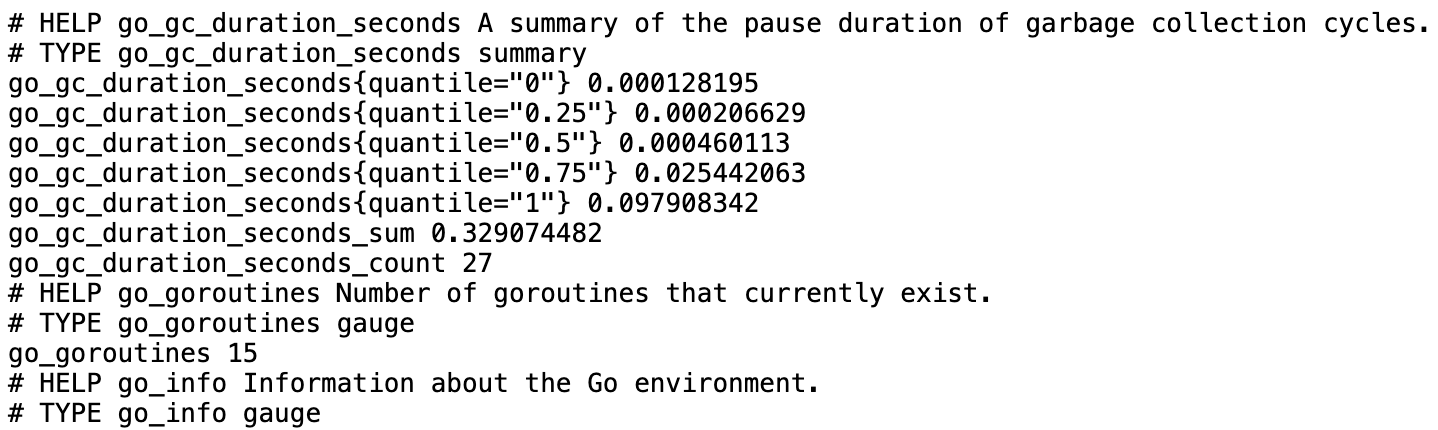 # HELP go_gc_duration_seconds A summary of the pause duration of garbage collection cycles.
# TYPE go_gc_duration_seconds summary
go_gc_duration_seconds{quantile="0"} 0.000128195
go_gc_duration_seconds{quantile="0.25"} 0.000206629
go_gc_duration_seconds{quantile="0.5"} 0.000460113
go_gc_duration_seconds{quantile="0.75"} 0.025442063
go_gc_duration_seconds{quantile="1"} 0.097908342
go_gc_duration_seconds_sum 0.329074482
go_gc_duration_seconds_count 27
# HELP go_goroutines Number of goroutines that currently exist.
# TYPE go_goroutines gauge
go_goroutines 15
# HELP go_info Information about the Go environment.
# TYPE go_info gauge